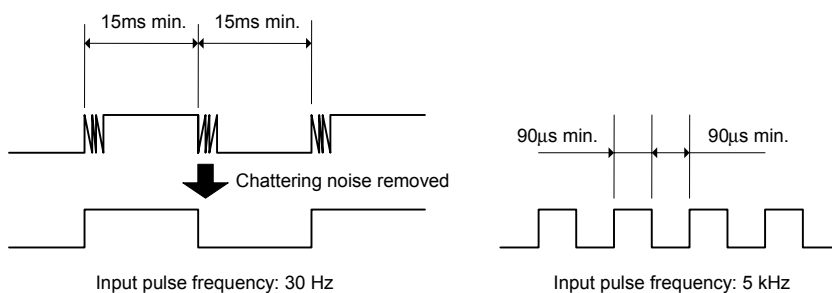 15ms min. 15ms min.
90μs min. 90μs min.
Chattering noise removed
Input pulse frequency: 30 Hz
Input pulse frequency: 5 kHz